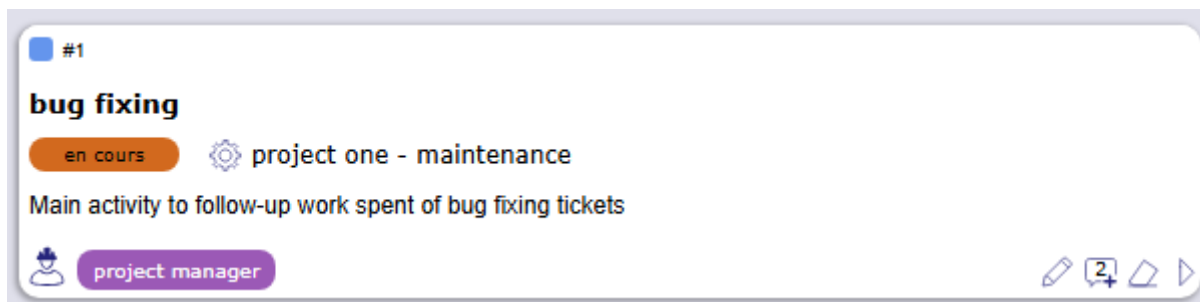 #1
bug fixing
en cours project one - maintenance
Main activity to follow-up work spent of bug fixing tickets
project manager 2